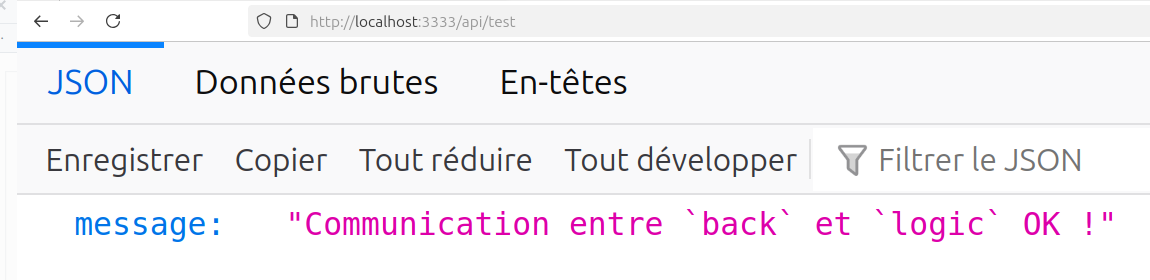 http://localhost:3333/api/test
JSON Données brutes En-têtes
Enregistrer Copier Tout réduire Tout développer Filtrer le JSON
message: "Communication entre `back` et `logic` OK !"